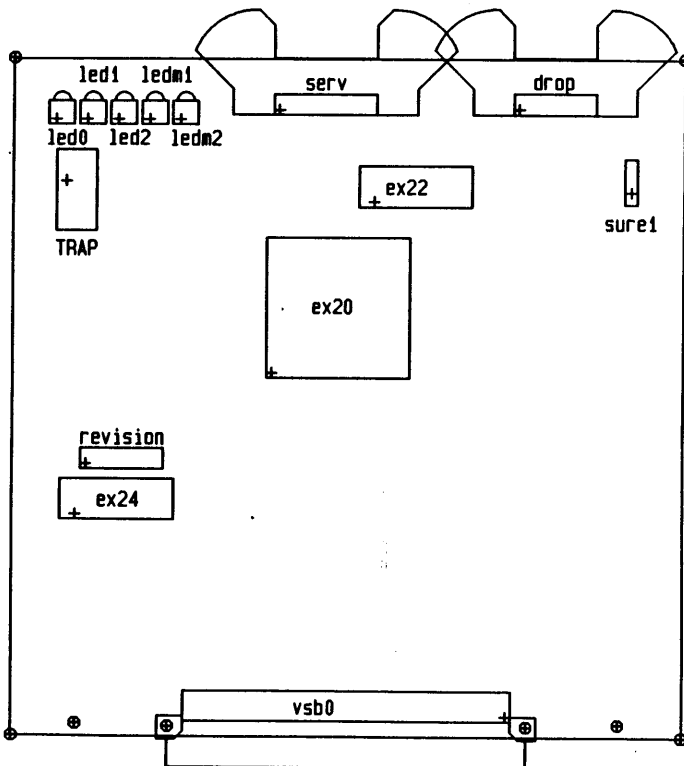 led1 ledm1
serv
drop
led0 led2 ledm2
ex22
TRAP
sure1
ex20
revision
ex24
vsb0